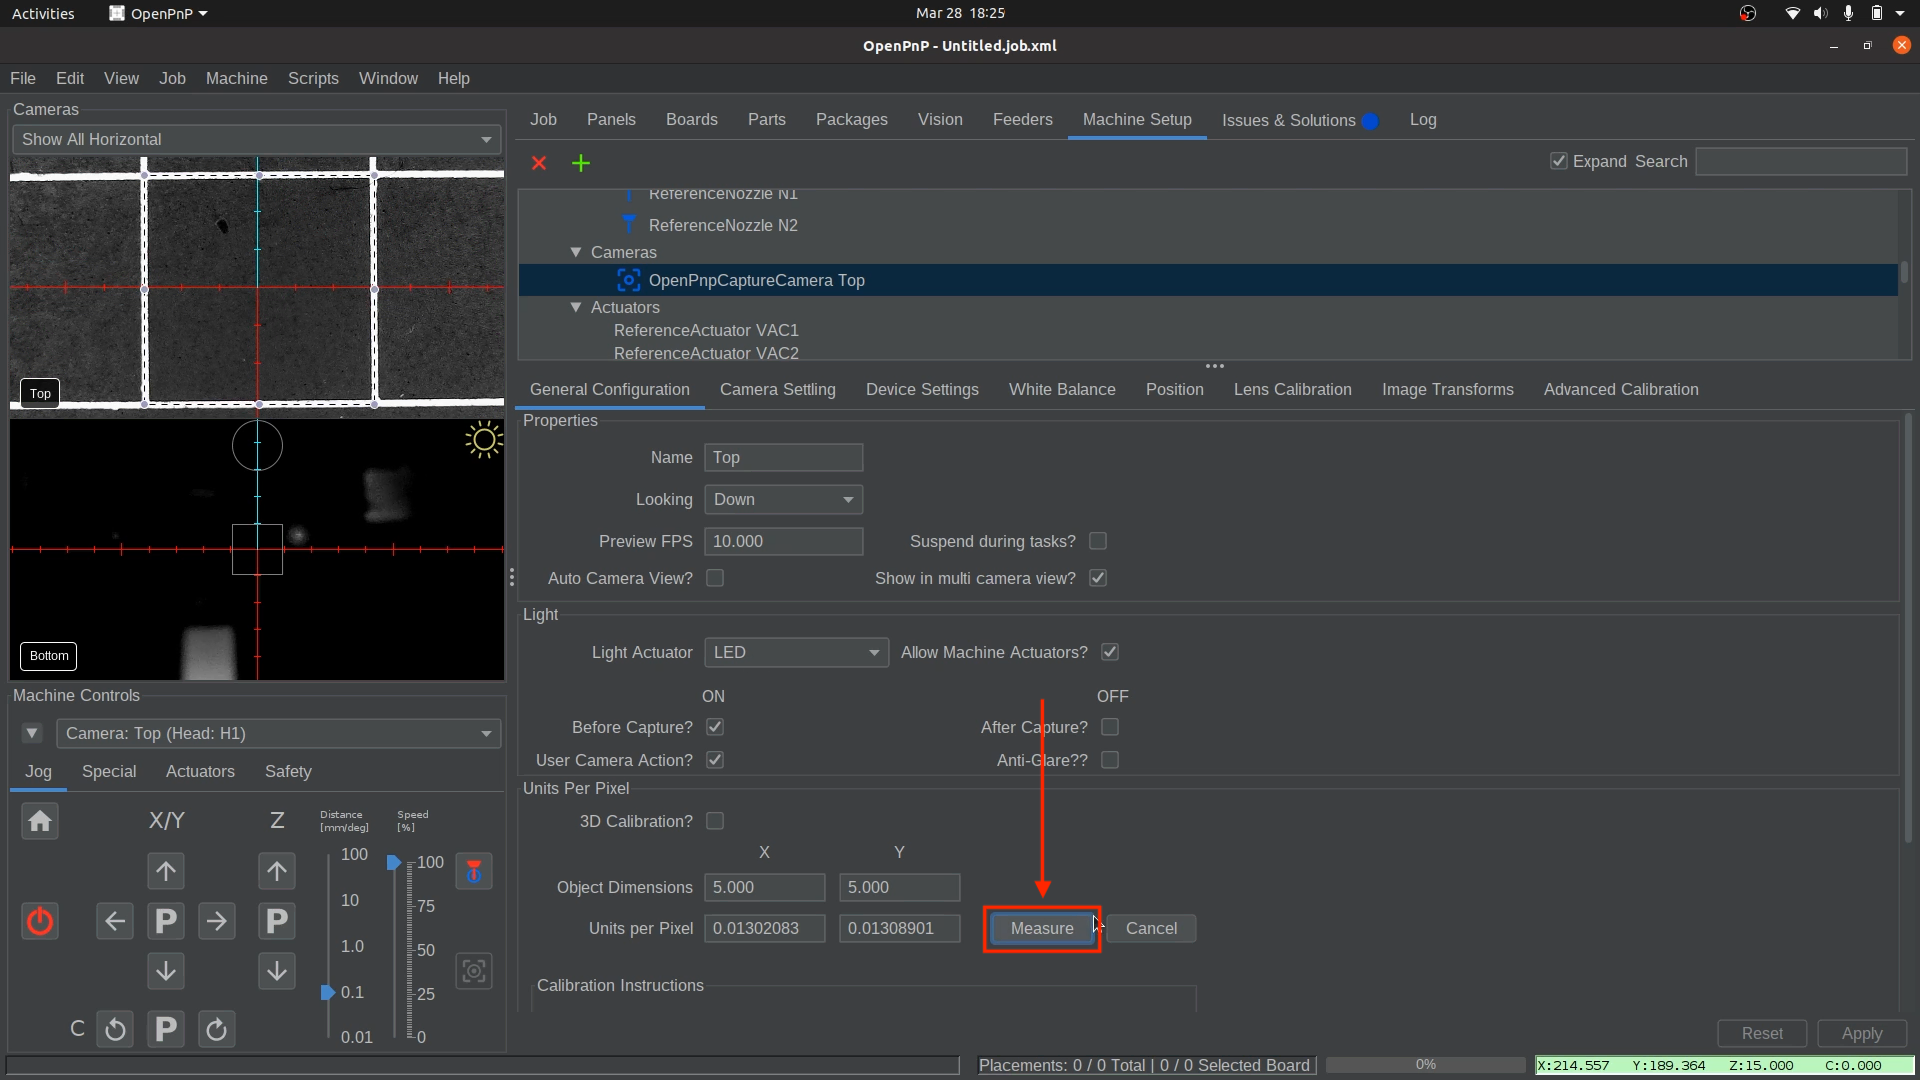 Activities OpenPnP Mar 28 18:25
OpenPnP - Untitled.job.xml
File Edit View Job Machine Scripts Window Help
Cameras
Show All Horizontal
Top
Bottom
Machine Controls
Camera: Top (Head: H1)
Jog Special Actuators Safety
X/Y Z Distance Speed
[mm/deg] [%]
100 100
10 75
P P
1.0 50
0.1 25
C P 0.01 0
Job Panels Boards Parts Packages Vision Feeders Machine Setup Issues & Solutions Log
Expand Search
ReferenceNozzle N1
ReferenceNozzle N2
Cameras
OpenPnpCaptureCamera Top
Actuators
ReferenceActuator VAC1
ReferenceActuator VAC2
General Configuration Camera Settling Device Settings White Balance Position Lens Calibration Image Transforms Advanced Calibration
Properties
Name Top
Looking Down
Preview FPS 10.000 Suspend during tasks?
Auto Camera View? Show in multi camera view?
Light
Light Actuator LED Allow Machine Actuators?
ON OFF
Before Capture? After Capture?
User Camera Action? Anti-Glare??
Units Per Pixel
3D Calibration?
X Y
Object Dimensions 5.000 5.000
Units per Pixel 0.01302083 0.01308901 Measure Cancel
Calibration Instructions
Reset Apply
Placements: 0 / 0 Total | 0 / 0 Selected Board 0% X:214.557 Y:189.364 Z:15.000 C:0.000